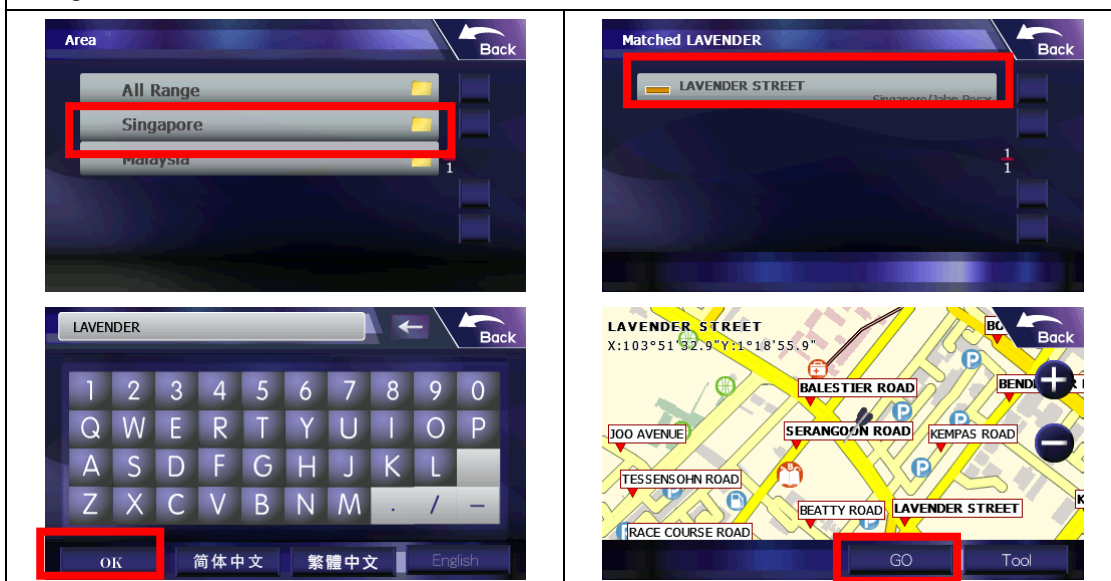 Area
Back
All Range
Singapore
Malaysia
1
LAVENDER
Back
1 2 3 4 5 6 7 8 9 0
Q W E R T Y U I O P
A S D F G H J K L
Z X C V B N M . / –
OK 简体中文 繁體中文 English
Matched LAVENDER
Back
LAVENDER STREET
Singapore/Jalan Besar
1
1
LAVENDER STREET
X:103°51'32.9"Y:1°18'55.9"
Back
BALESTIER ROAD
SERANGOON ROAD
KEMPAS ROAD
JOO AVENUE
TESSENSOHN ROAD
BEATTY ROAD
LAVENDER STREET
RACE COURSE ROAD
GO Tool